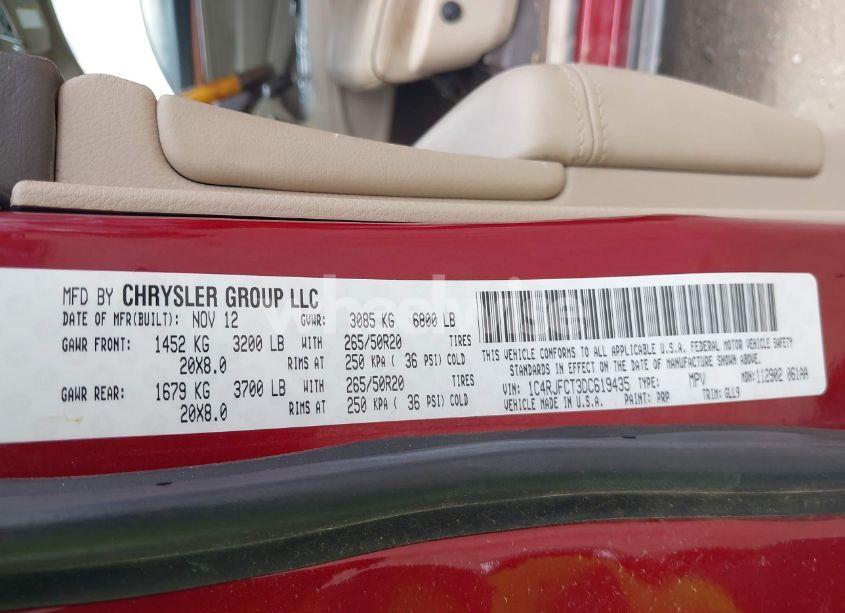 MFD BY CHRYSLER GROUP LLC
DATE OF MFR(BUILT): NOV 12 GVWR: 3085 KG 6800 LB
GAWR FRONT: 1452 KG 3200 LB WITH 265/50R20 TIRES
20X8.0 RIMS AT 250 KPA ( 36 PSI) COLD
GAWR REAR: 1679 KG 3700 LB WITH 265/50R20 TIRES
20X8.0 RIMS AT 250 KPA ( 36 PSI) COLD
THIS VEHICLE CONFORMS TO ALL APPLICABLE U.S.A. FEDERAL MOTOR VEHICLE SAFETY
STANDARDS IN EFFECT ON THE DATE OF MANUFACTURE SHOWN ABOVE.
VIN: 1C4RJFCT3DC619435 TYPE: MPV MDH: 112902 061AA
VEHICLE MADE IN U.S.A. PAINT: PRP TRIM: GLL9